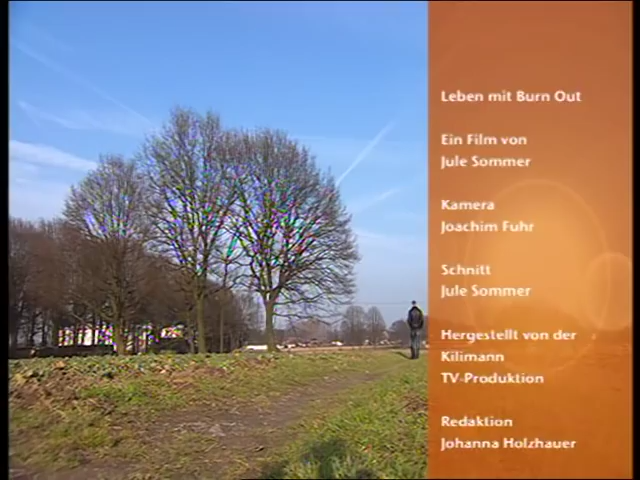 Leben mit Burn Out
Ein Film von
Jule Sommer
Kamera
Joachim Fuhr
Schnitt
Jule Sommer
Hergestellt von der
Kilimann
TV-Produktion
Redaktion
Johanna Holzhauer